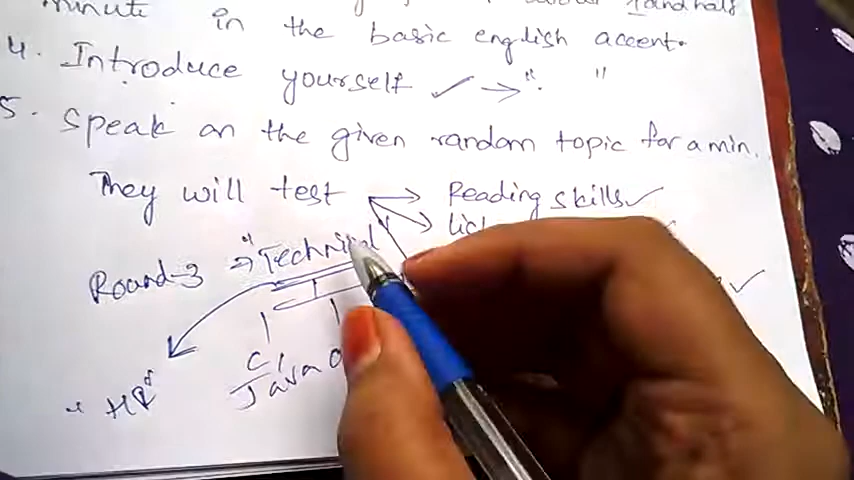 minute in the
basic english accent.
4. Introduce yourself ✓ → " "
5. Speak on the given random topic for a min.
They will test → Reading skills ✓
Round-3 ⇒ "Technical
C/ Java
HR